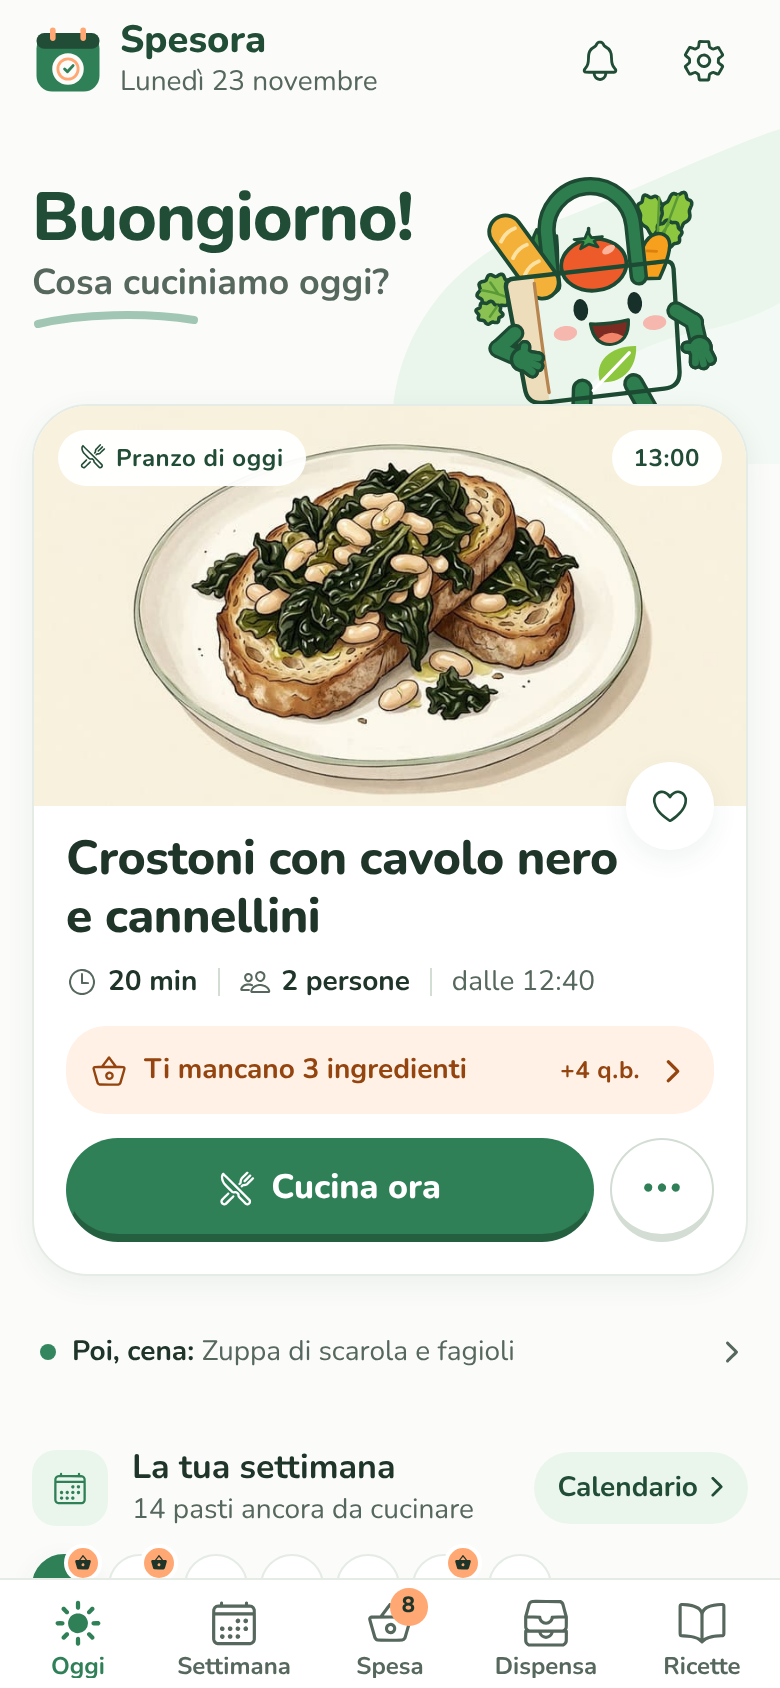 Spesora
Lunedì 23 novembre
Buongiorno!
Cosa cuciniamo oggi?
Pranzo di oggi
13:00
Crostoni con cavolo nero
e cannellini
20 min
2 persone
dalle 12:40
Ti mancano 3 ingredienti
+4 q.b.
Cucina ora
Poi, cena: Zuppa di scarola e fagioli
La tua settimana
14 pasti ancora da cucinare
Calendario
8
Oggi
Settimana
Spesa
Dispensa
Ricette